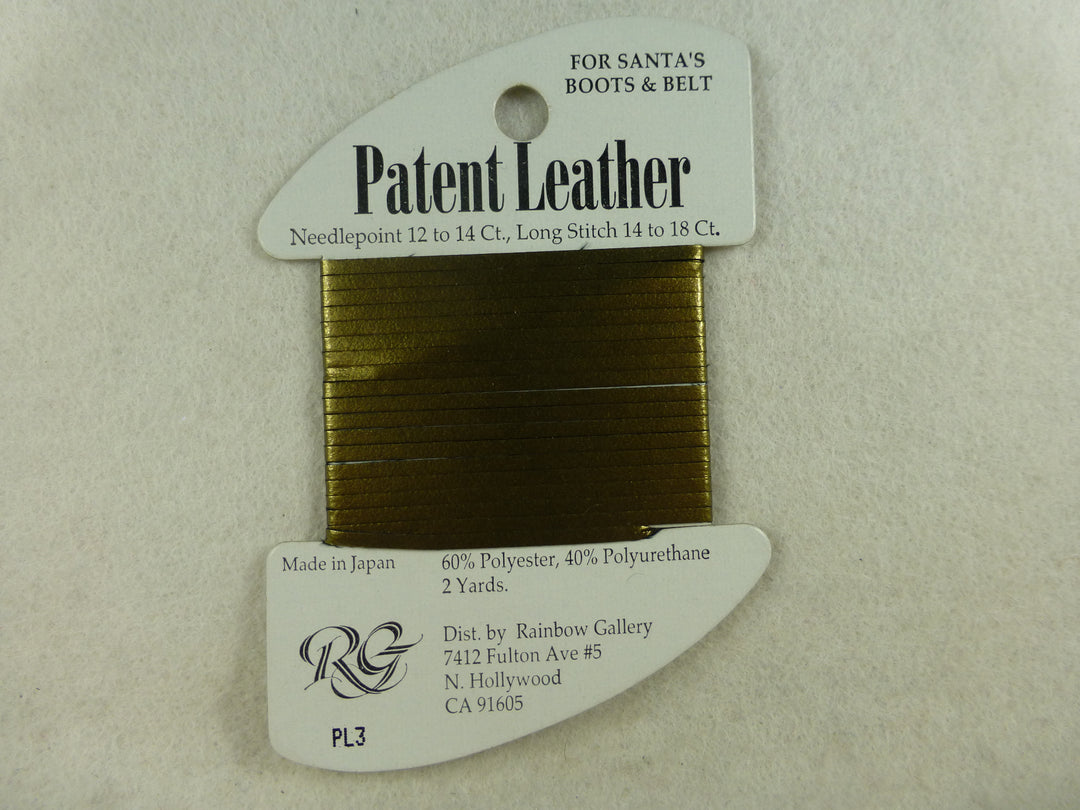 FOR SANTA'S
BOOTS & BELT
Patent Leather
Needlepoint 12 to 14 Ct., Long Stitch 14 to 18 Ct.
Made in Japan
60% Polyester, 40% Polyurethane
2 Yards.
RG
Dist. by Rainbow Gallery
7412 Fulton Ave #5
N. Hollywood
CA 91605
PL3